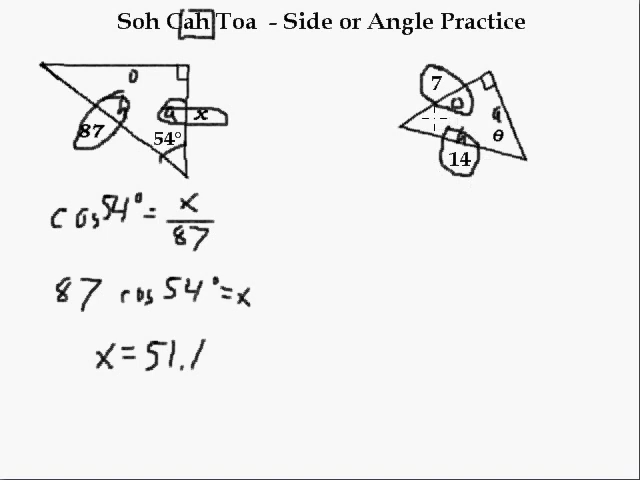 Soh Cah Toa - Side or Angle Practice
o
h
87
a
x
54°
7
o
a
θ
h
14
cos 54° = x/87
87 cos 54° = x
x = 51.1